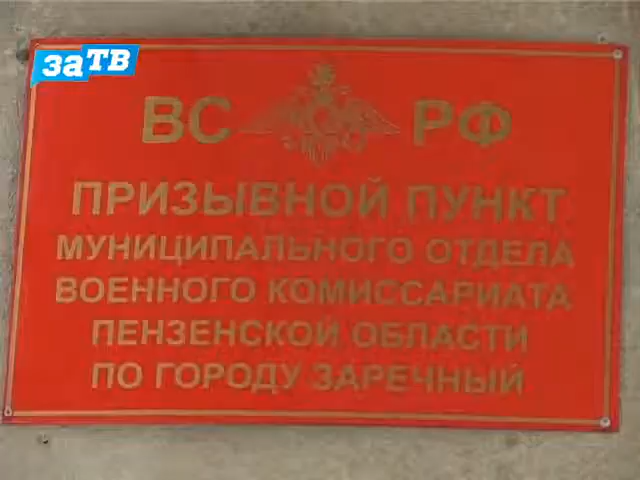 заТВ
ВС РФ
ПРИЗЫВНОЙ ПУНКТ
МУНИЦИПАЛЬНОГО ОТДЕЛА
ВОЕННОГО КОМИССАРИАТА
ПЕНЗЕНСКОЙ ОБЛАСТИ
ПО ГОРОДУ ЗАРЕЧНЫЙ